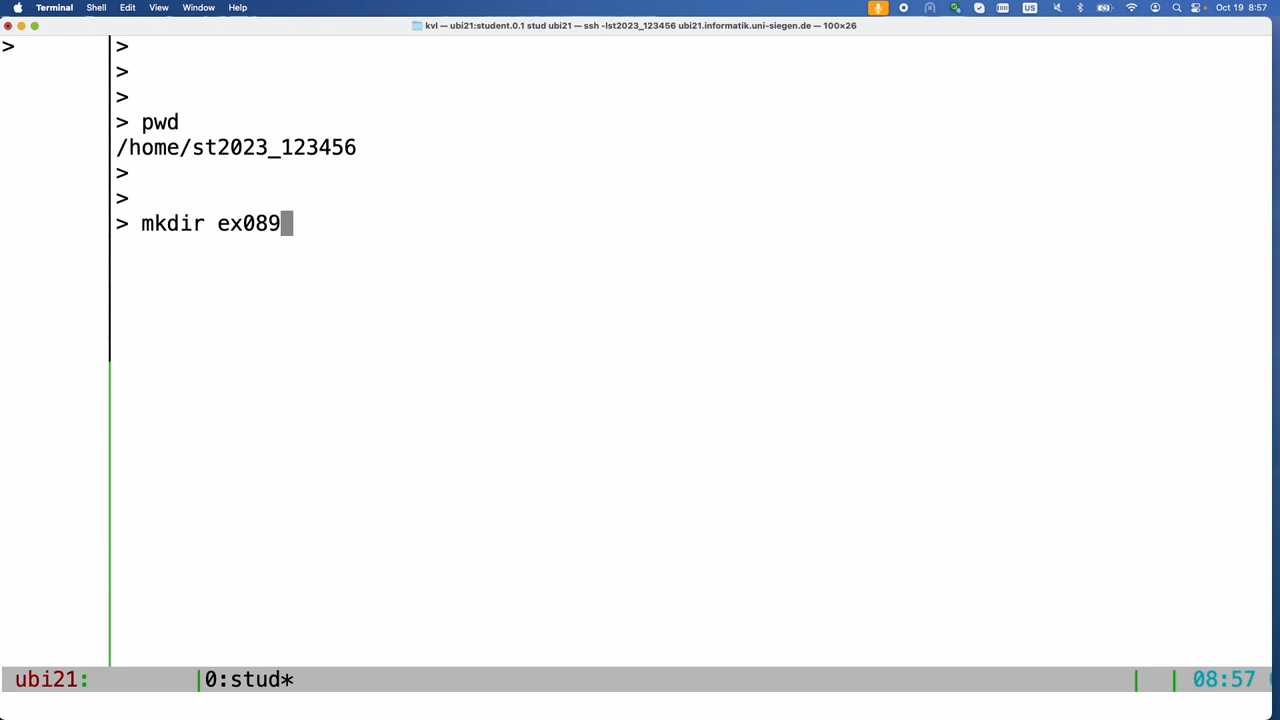 Terminal Shell Edit View Window Help US Oct 19 8:57
kvl — ubi21:student.0.1 stud ubi21 — ssh -lst2023_123456 ubi21.informatik.uni-siegen.de — 100×26
> >
>
>
> pwd
/home/st2023_123456
>
>
> mkdir ex089
ubi21: |0:stud* | | 08:57